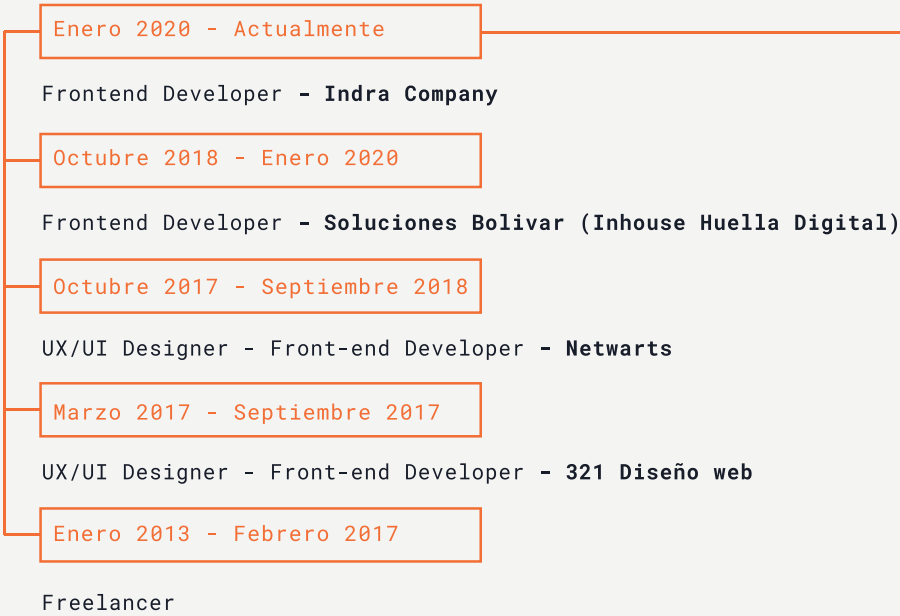 Enero 2020 - Actualmente
Frontend Developer - Indra Company
Octubre 2018 - Enero 2020
Frontend Developer - Soluciones Bolivar (Inhouse Huella Digital)
Octubre 2017 - Septiembre 2018
UX/UI Designer - Front-end Developer - Netwarts
Marzo 2017 - Septiembre 2017
UX/UI Designer - Front-end Developer - 321 Diseño web
Enero 2013 - Febrero 2017
Freelancer